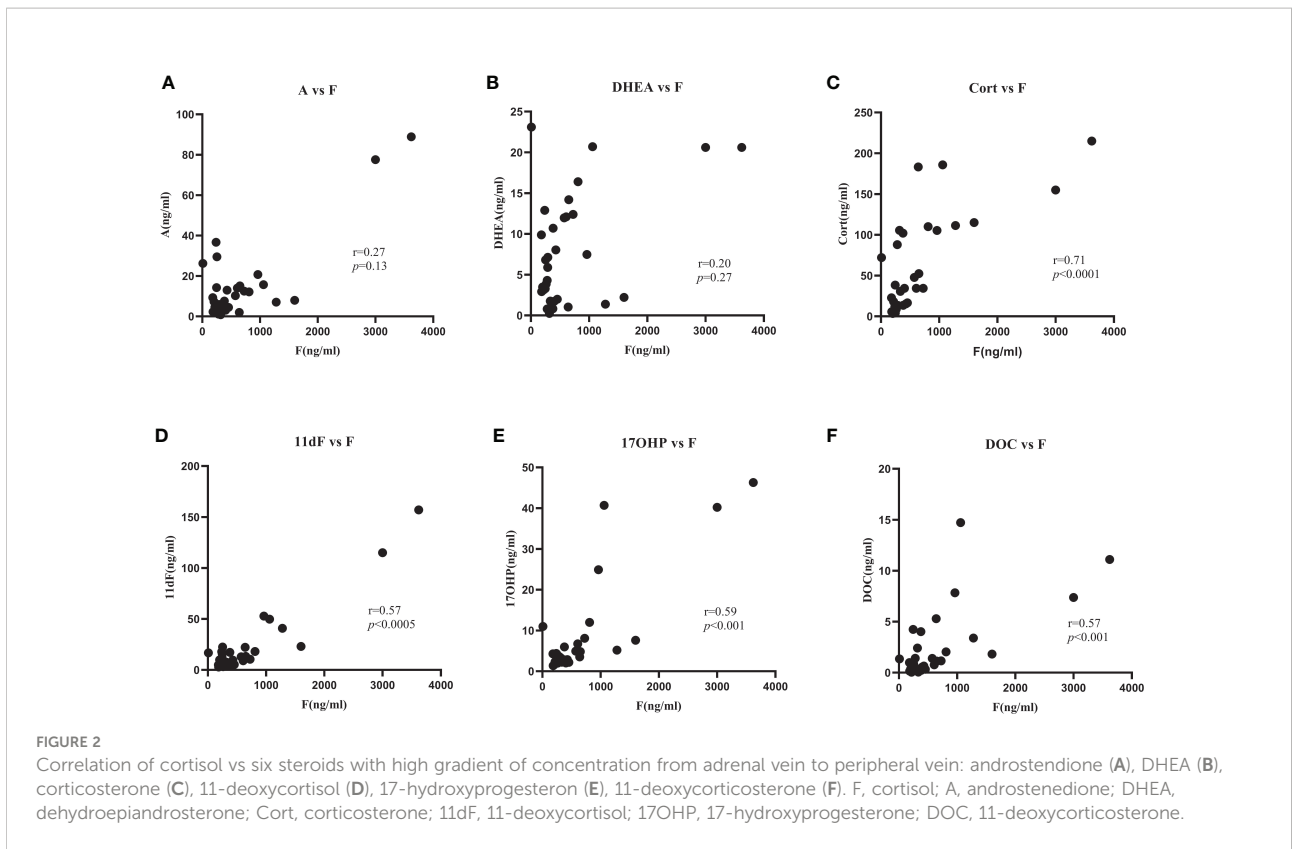 A
A vs F
A(ng/ml)
100
80
60
40
20
0
0 1000 2000 3000 4000
F(ng/ml)
r=0.27
p=0.13
B
DHEA vs F
DHEA(ng/ml)
25
20
15
10
5
0
0 1000 2000 3000 4000
F(ng/ml)
r=0.20
p=0.27
C
Cort vs F
Cort(ng/ml)
250
200
150
100
50
0
0 1000 2000 3000 4000
F(ng/ml)
r=0.71
p<0.0001
D
11dF vs F
11dF(ng/ml)
200
150
100
50
0
0 1000 2000 3000 4000
F(ng/ml)
r=0.57
p<0.0005
E
17OHP vs F
17OHP(ng/ml)
50
40
30
20
10
0
0 1000 2000 3000 4000
F(ng/ml)
r=0.59
p<0.001
F
DOC vs F
DOC(ng/ml)
20
15
10
5
0
0 1000 2000 3000 4000
F(ng/ml)
r=0.57
p<0.001
FIGURE 2
Correlation of cortisol vs six steroids with high gradient of concentration from adrenal vein to peripheral vein: androstendione (A), DHEA (B),
corticosterone (C), 11-deoxycortisol (D), 17-hydroxyprogesteron (E), 11-deoxycorticosterone (F). F, cortisol; A, androstenedione; DHEA,
dehydroepiandrosterone; Cort, corticosterone; 11dF, 11-deoxycortisol; 17OHP, 17-hydroxyprogesterone; DOC, 11-deoxycorticosterone.